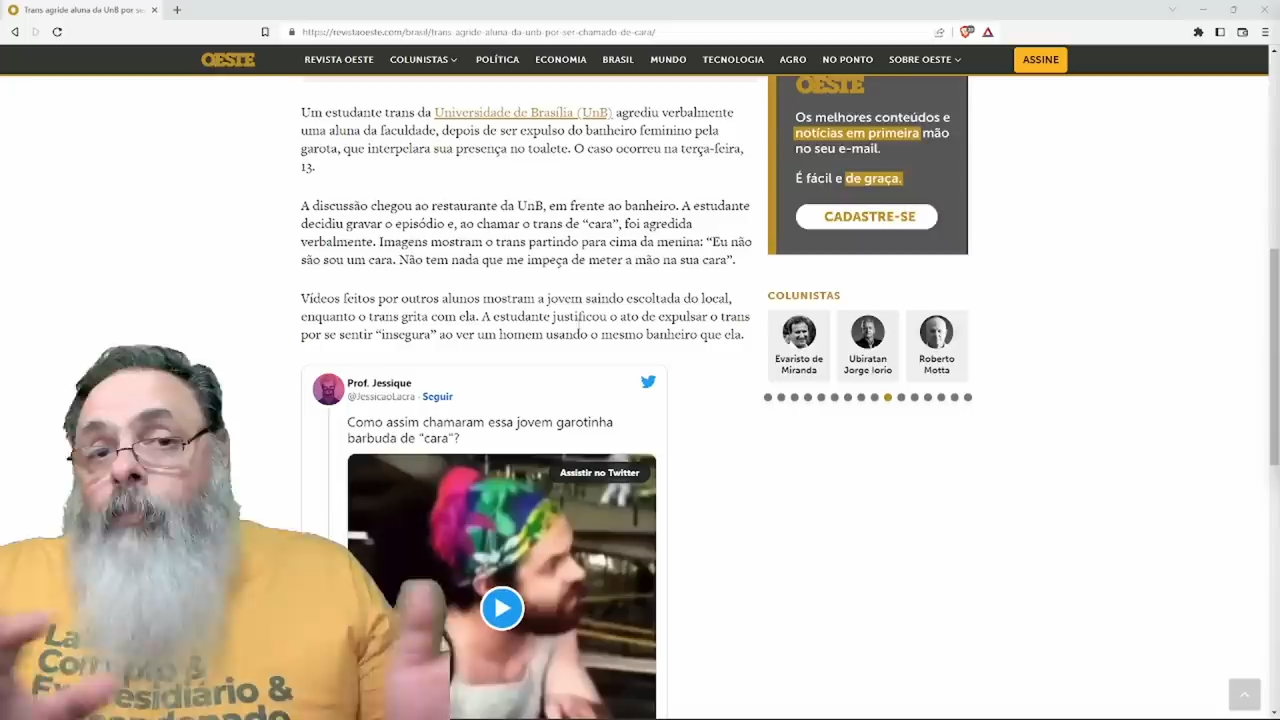 Trans agride aluna da UnB por se
https://revistaoeste.com/brasil/trans-agride-aluna-da-unb-por-ser-chamado-de-cara/
OESTE
REVISTA OESTE
COLUNISTAS
POLÍTICA
ECONOMIA
BRASIL
MUNDO
TECNOLOGIA
AGRO
NO PONTO
SOBRE OESTE
ASSINE
Um estudante trans da Universidade de Brasília (UnB) agrediu verbalmente
uma aluna da faculdade, depois de ser expulso do banheiro feminino pela
garota, que interpelara sua presença no toalete. O caso ocorreu na terça-feira,
13.
A discussão chegou ao restaurante da UnB, em frente ao banheiro. A estudante
decidiu gravar o episódio e, ao chamar o trans de “cara”, foi agredida
verbalmente. Imagens mostram o trans partindo para cima da menina: “Eu não
são sou um cara. Não tem nada que me impeça de meter a mão na sua cara”.
Vídeos feitos por outros alunos mostram a jovem saindo escoltada do local,
enquanto o trans grita com ela. A estudante justificou o ato de expulsar o trans
por se sentir “insegura” ao ver um homem usando o mesmo banheiro que ela.
Prof. Jessique
@JessicaoLacra · Seguir
Como assim chamaram essa jovem garotinha
barbuda de "cara"?
Assistir no Twitter
OESTE
Os melhores conteúdos e
notícias em primeira mão
no seu e-mail.
É fácil e de graça.
CADASTRE-SE
COLUNISTAS
Evaristo de
Miranda
Ubiratan
Jorge Iorio
Roberto
Motta